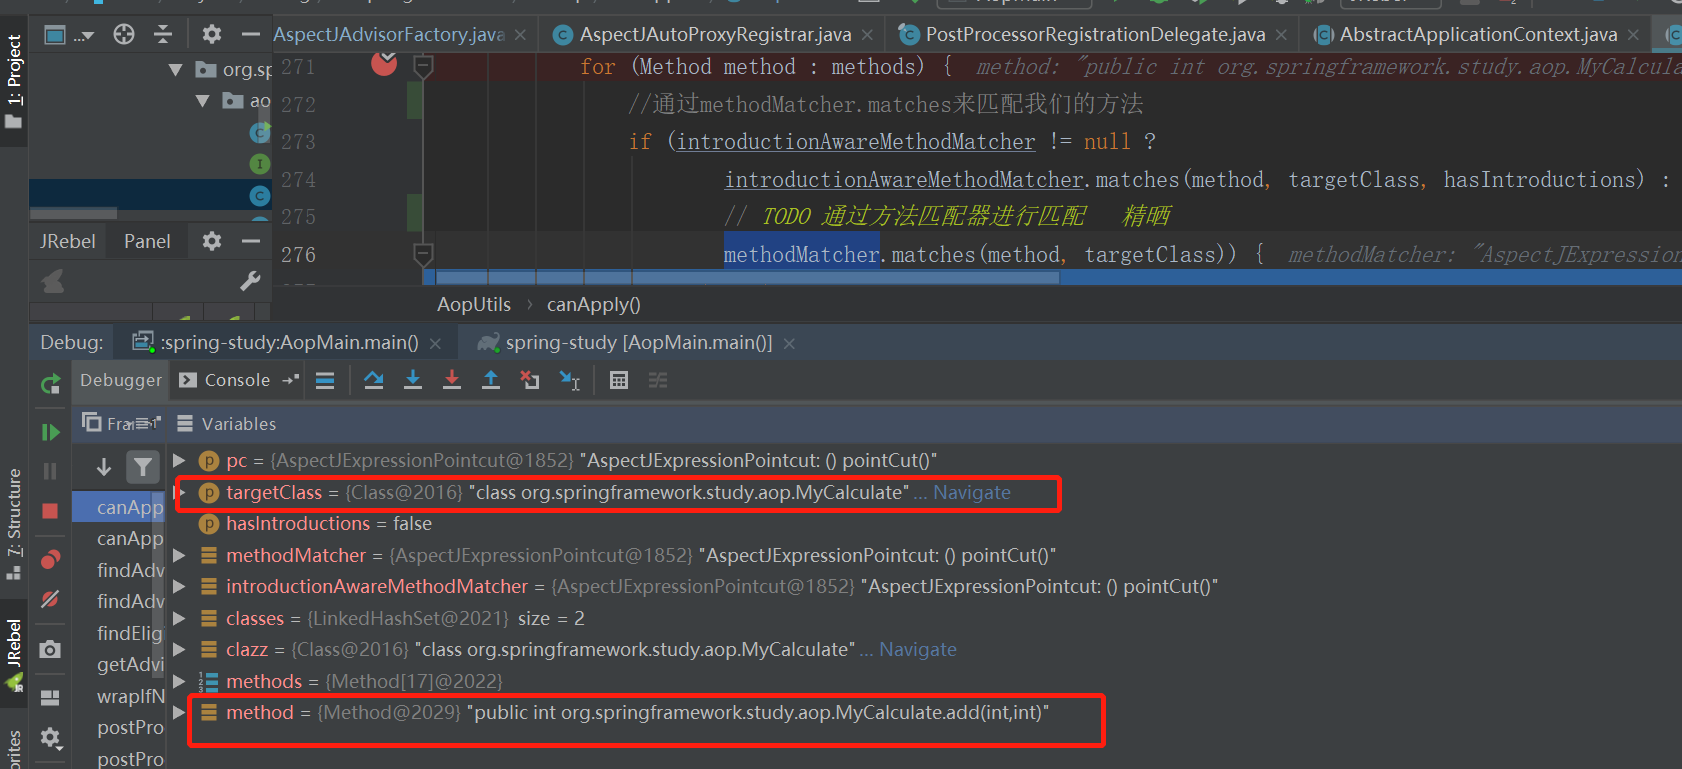 AspectJAdvisorFactory.java
AspectJAutoProxyRegistrar.java
PostProcessorRegistrationDelegate.java
AbstractApplicationContext.java
1: Project
org.sp
ao
271 for (Method method : methods) { method: "public int org.springframework.study.aop.MyCalcula
272 //通过methodMatcher.matches来匹配我们的方法
273 if (introductionAwareMethodMatcher != null ?
274 introductionAwareMethodMatcher.matches(method, targetClass, hasIntroductions) :
275 // TODO 通过方法匹配器进行匹配 精晒
276 methodMatcher.matches(method, targetClass)) { methodMatcher: "AspectJExpression
JRebel Panel
AopUtils › canApply()
Debug: :spring-study:AopMain.main() spring-study [AopMain.main()]
Debugger Console
Variables
7: Structure
JRebel
orites
canApp
canApp
findAdv
findAdv
findElig
getAdvi
wrapIfN
postPro
postPro
pc = {AspectJExpressionPointcut@1852} "AspectJExpressionPointcut: () pointCut()"
targetClass = {Class@2016} "class org.springframework.study.aop.MyCalculate" ... Navigate
hasIntroductions = false
methodMatcher = {AspectJExpressionPointcut@1852} "AspectJExpressionPointcut: () pointCut()"
introductionAwareMethodMatcher = {AspectJExpressionPointcut@1852} "AspectJExpressionPointcut: () pointCut()"
classes = {LinkedHashSet@2021} size = 2
clazz = {Class@2016} "class org.springframework.study.aop.MyCalculate" ... Navigate
methods = {Method[17]@2022}
method = {Method@2029} "public int org.springframework.study.aop.MyCalculate.add(int,int)"